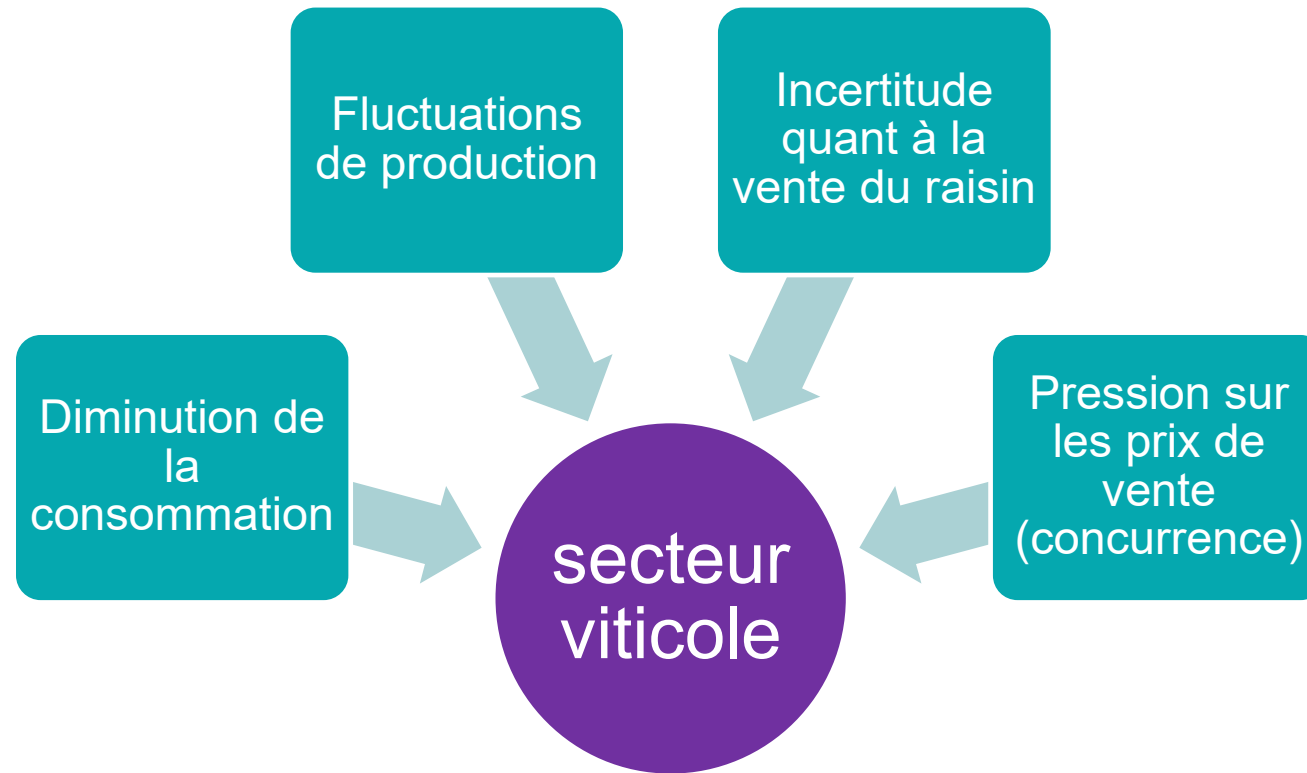 Fluctuations
de production
Incertitude
quant à la
vente du raisin
Diminution de
la
consommation
Pression sur
les prix de
vente
(concurrence)
secteur
viticole